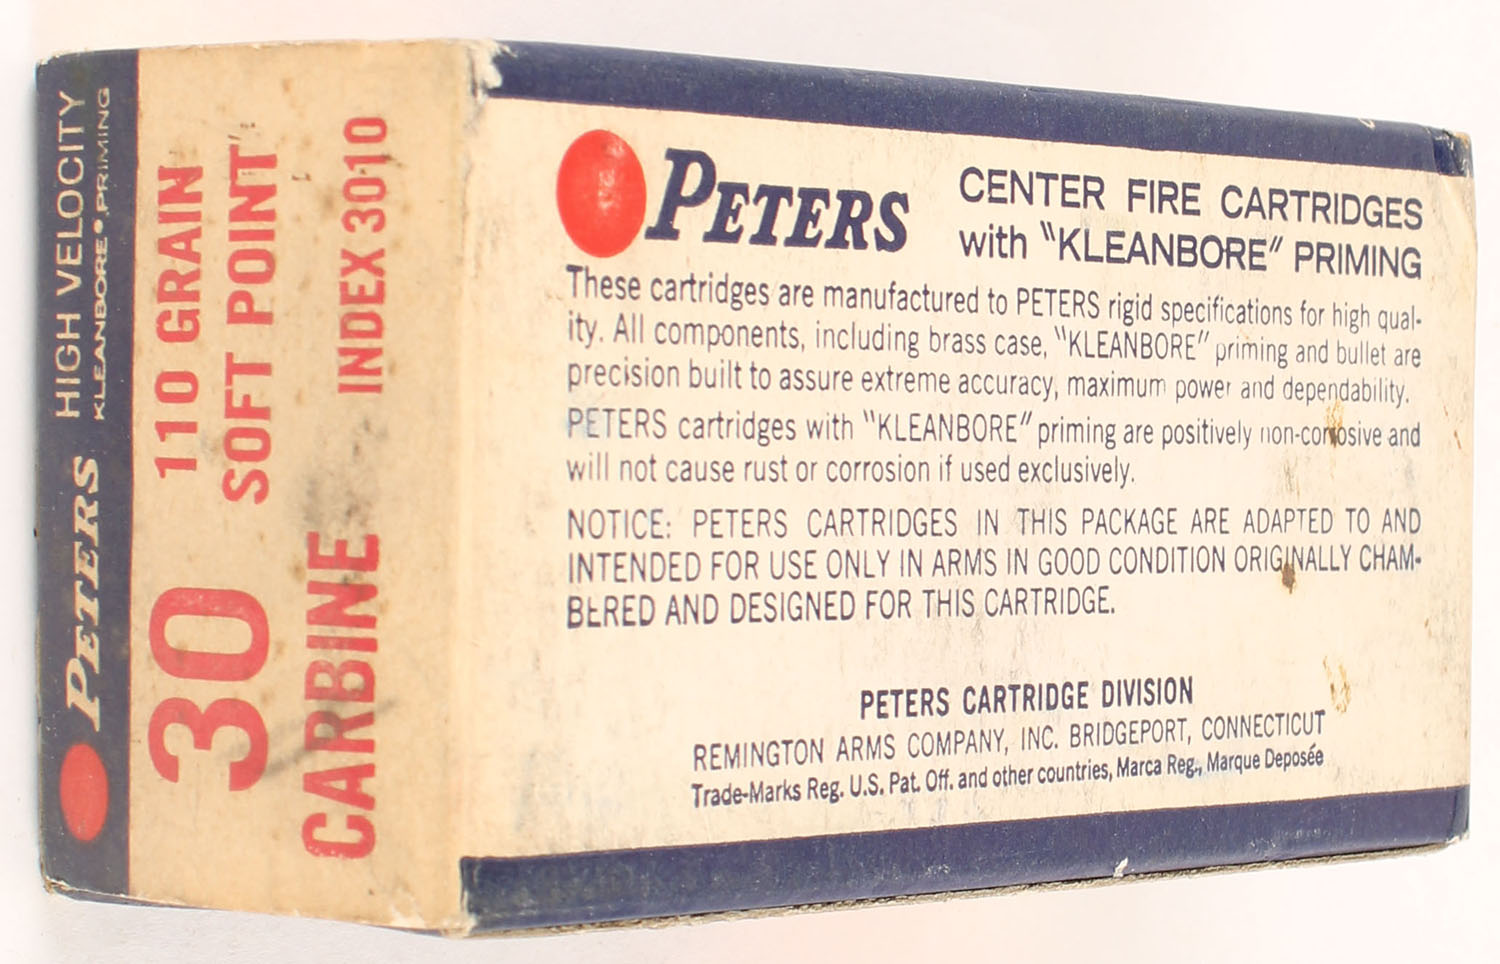 PETERS HIGH VELOCITY
KLEANBORE® PRIMING
30 110 GRAIN
SOFT POINT
CARBINE INDEX 3010
PETERS
CENTER FIRE CARTRIDGES
with "KLEANBORE" PRIMING
These cartridges are manufactured to PETERS rigid specifications for high qual-
ity. All components, including brass case, "KLEANBORE" priming and bullet are
precision built to assure extreme accuracy, maximum power and dependability.
PETERS cartridges with "KLEANBORE" priming are positively non-corrosive and
will not cause rust or corrosion if used exclusively.
NOTICE: PETERS CARTRIDGES IN THIS PACKAGE ARE ADAPTED TO AND
INTENDED FOR USE ONLY IN ARMS IN GOOD CONDITION ORIGINALLY CHAM-
BERED AND DESIGNED FOR THIS CARTRIDGE.
PETERS CARTRIDGE DIVISION
REMINGTON ARMS COMPANY, INC. BRIDGEPORT, CONNECTICUT
Trade-Marks Reg. U.S. Pat. Off. and other countries, Marca Reg., Marque Deposée